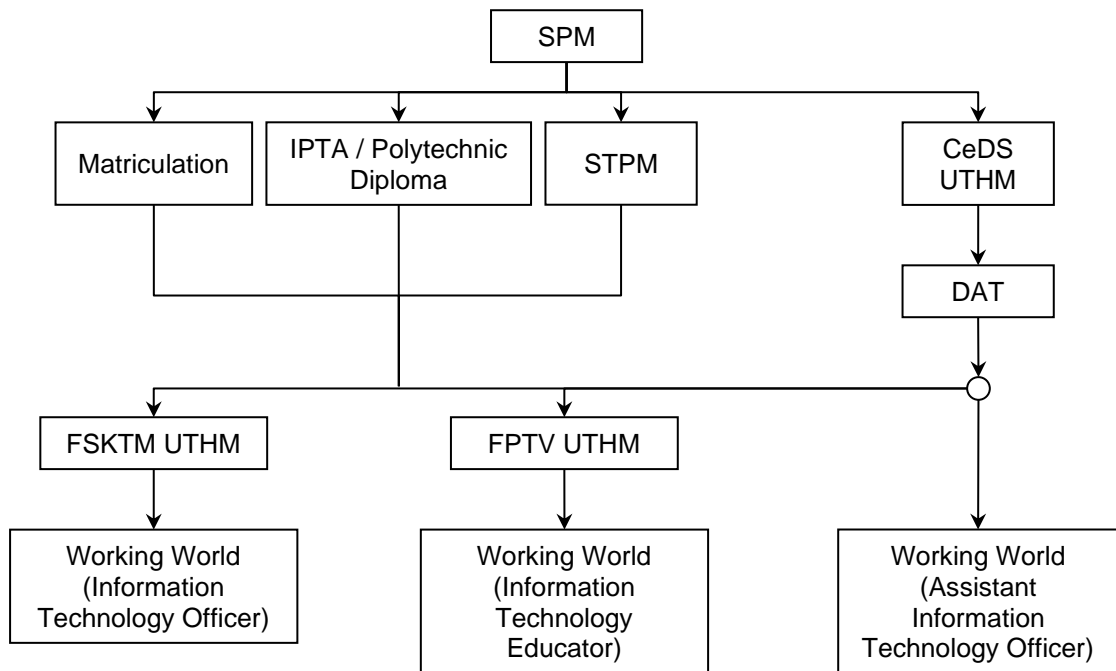 SPM
Matriculation
IPTA / Polytechnic
Diploma
STPM
CeDS
UTHM
DAT
FSKTM UTHM
FPTV UTHM
Working World
(Information
Technology Officer)
Working World
(Information
Technology
Educator)
Working World
(Assistant
Information
Technology Officer)